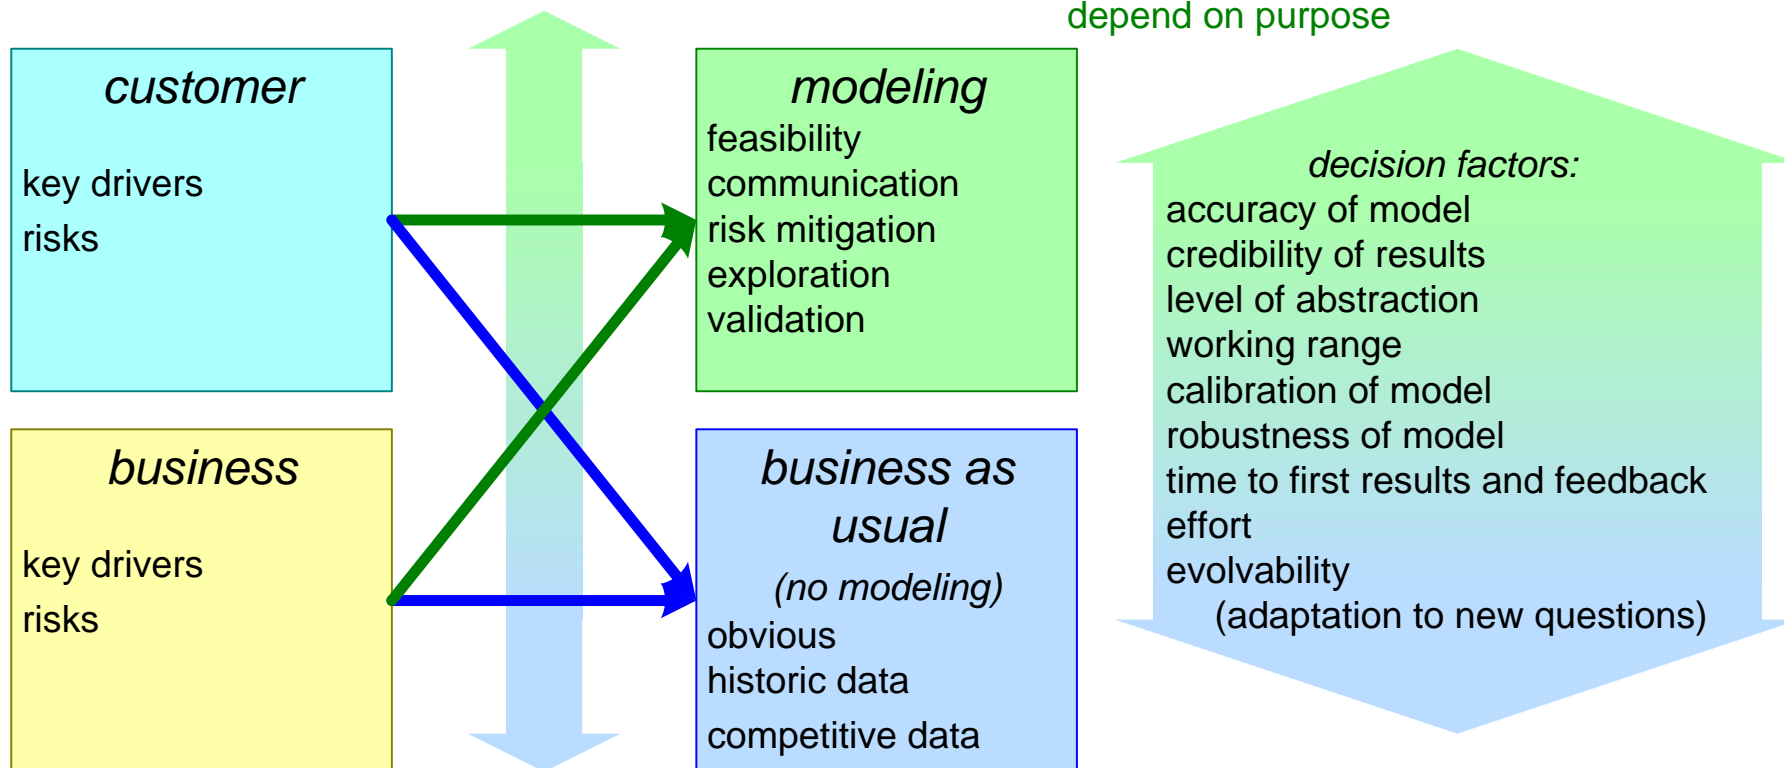 depend on purpose
customer
key drivers
risks
modeling
feasibility
communication
risk mitigation
exploration
validation
decision factors:
accuracy of model
credibility of results
level of abstraction
working range
calibration of model
robustness of model
time to first results and feedback
effort
evolvability
(adaptation to new questions)
business
key drivers
risks
business as
usual
(no modeling)
obvious
historic data
competitive data